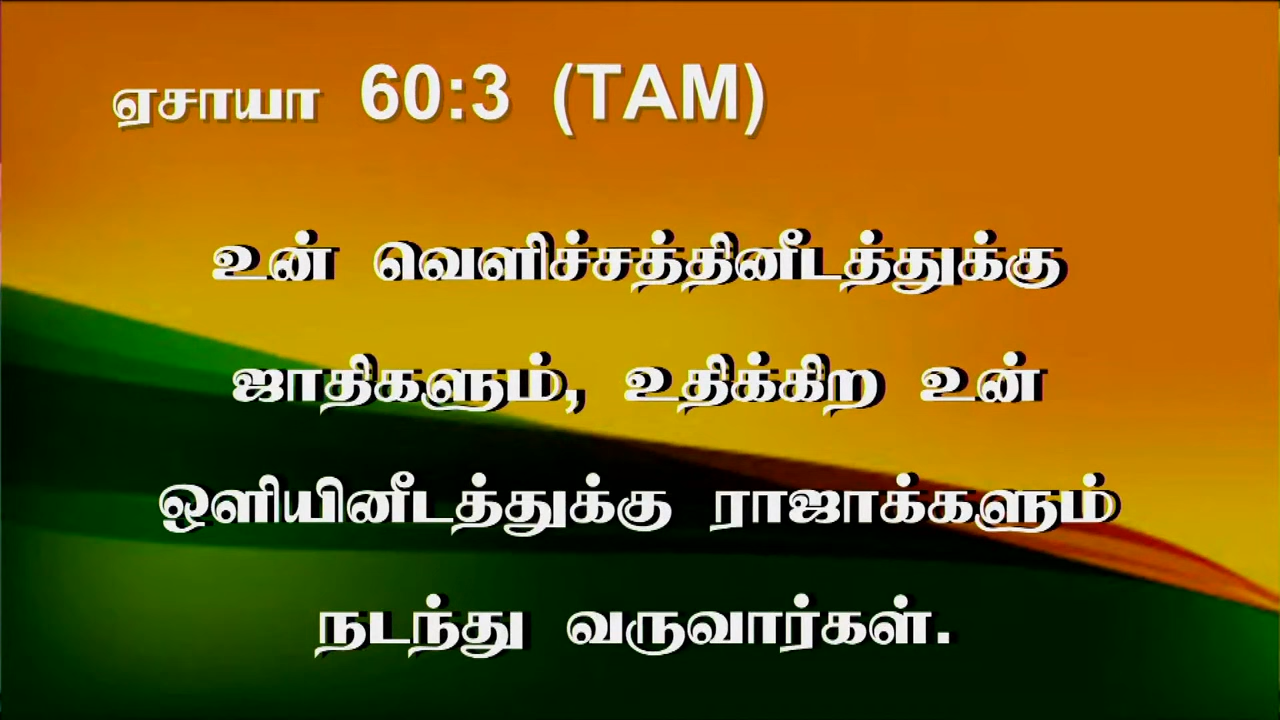 ஏசாயா 60:3 (TAM)
உன் வெளிச்சத்தினீடத்துக்கு
ஜாதிகளும், உதிக்கிற உன்
ஒளியினீடத்துக்கு ராஜாக்களும்
நடந்து வருவார்கள்.